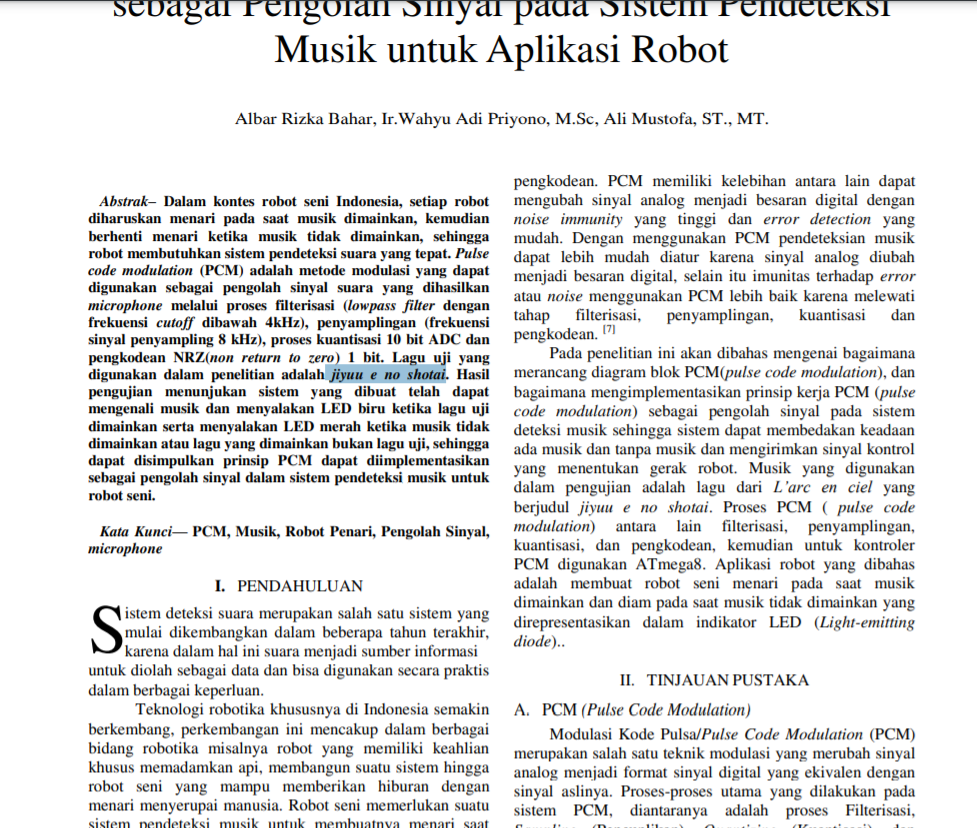 sebagai Pengolah Sinyal pada Sistem Pendeteksi
Musik untuk Aplikasi Robot
Albar Rizka Bahar, Ir.Wahyu Adi Priyono, M.Sc, Ali Mustofa, ST., MT.
Abstrak– Dalam kontes robot seni Indonesia, setiap robot
diharuskan menari pada saat musik dimainkan, kemudian
berhenti menari ketika musik tidak dimainkan, sehingga
robot membutuhkan sistem pendeteksi suara yang tepat. Pulse
code modulation (PCM) adalah metode modulasi yang dapat
digunakan sebagai pengolah sinyal suara yang dihasilkan
microphone melalui proses filterisasi (lowpass filter dengan
frekuensi cutoff dibawah 4kHz), penyamplingan (frekuensi
sinyal penyampling 8 kHz), proses kuantisasi 10 bit ADC dan
pengkodean NRZ(non return to zero) 1 bit. Lagu uji yang
digunakan dalam penelitian adalah jiyuu e no shotai. Hasil
pengujian menunjukan sistem yang dibuat telah dapat
mengenali musik dan menyalakan LED biru ketika lagu uji
dimainkan serta menyalakan LED merah ketika musik tidak
dimainkan atau lagu yang dimainkan bukan lagu uji, sehingga
dapat disimpulkan prinsip PCM dapat diimplementasikan
sebagai pengolah sinyal dalam sistem pendeteksi musik untuk
robot seni.
Kata Kunci— PCM, Musik, Robot Penari, Pengolah Sinyal,
microphone
I. PENDAHULUAN
Sistem deteksi suara merupakan salah satu sistem yang
mulai dikembangkan dalam beberapa tahun terakhir,
karena dalam hal ini suara menjadi sumber informasi
untuk diolah sebagai data dan bisa digunakan secara praktis
dalam berbagai keperluan.
Teknologi robotika khususnya di Indonesia semakin
berkembang, perkembangan ini mencakup dalam berbagai
bidang robotika misalnya robot yang memiliki keahlian
khusus memadamkan api, membangun suatu sistem hingga
robot seni yang mampu memberikan hiburan dengan
menari menyerupai manusia. Robot seni memerlukan suatu
sistem pendeteksi musik untuk membuatnya menari saat
pengkodean. PCM memiliki kelebihan antara lain dapat
mengubah sinyal analog menjadi besaran digital dengan
noise immunity yang tinggi dan error detection yang
mudah. Dengan menggunakan PCM pendeteksian musik
dapat lebih mudah diatur karena sinyal analog diubah
menjadi besaran digital, selain itu imunitas terhadap error
atau noise menggunakan PCM lebih baik karena melewati
tahap filterisasi, penyamplingan, kuantisasi dan
pengkodean. [7]
Pada penelitian ini akan dibahas mengenai bagaimana
merancang diagram blok PCM(pulse code modulation), dan
bagaimana mengimplementasikan prinsip kerja PCM (pulse
code modulation) sebagai pengolah sinyal pada sistem
deteksi musik sehingga sistem dapat membedakan keadaan
ada musik dan tanpa musik dan mengirimkan sinyal kontrol
yang menentukan gerak robot. Musik yang digunakan
dalam pengujian adalah lagu dari L'arc en ciel yang
berjudul jiyuu e no shotai. Proses PCM ( pulse code
modulation) antara lain filterisasi, penyamplingan,
kuantisasi, dan pengkodean, kemudian untuk kontroler
PCM digunakan ATmega8. Aplikasi robot yang dibahas
adalah membuat robot seni menari pada saat musik
dimainkan dan diam pada saat musik tidak dimainkan yang
direpresentasikan dalam indikator LED (Light-emitting
diode)..
II. TINJAUAN PUSTAKA
A. PCM (Pulse Code Modulation)
Modulasi Kode Pulsa/Pulse Code Modulation (PCM)
merupakan salah satu teknik modulasi yang merubah sinyal
analog menjadi format sinyal digital yang ekivalen dengan
sinyal aslinya. Proses-proses utama yang dilakukan pada
sistem PCM, diantaranya adalah proses Filterisasi,